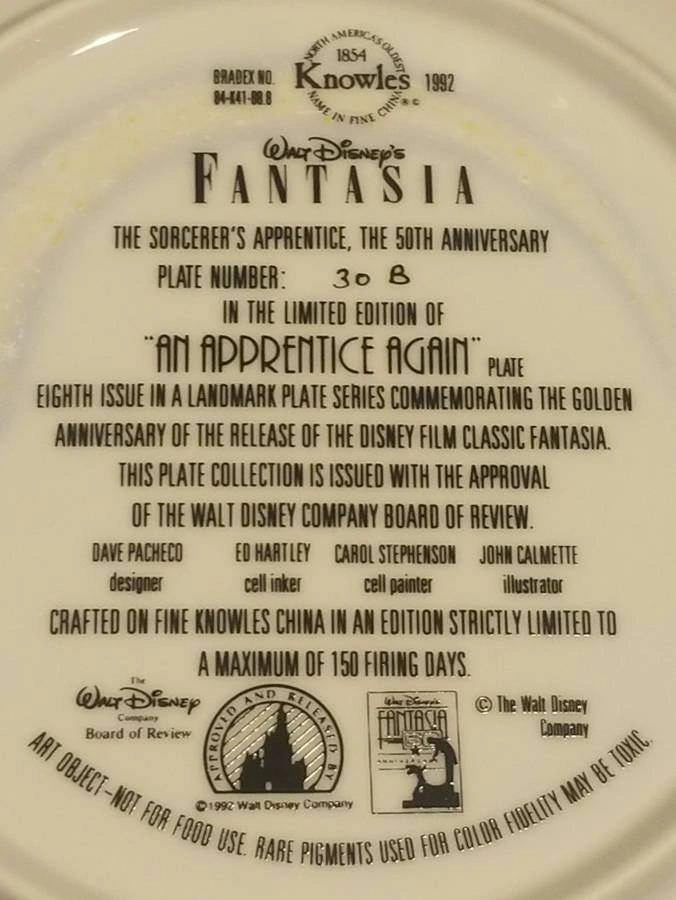 NORTH AMERICA'S OLDEST
1854
BRADEX NO.
84-K41-88.8
Knowles ® ©
1992
NAME IN FINE CHINA
WALT DISNEY'S
FANTASIA
THE SORCERER'S APPRENTICE, THE 50TH ANNIVERSARY
PLATE NUMBER: 30 B
IN THE LIMITED EDITION OF
"AN APPRENTICE AGAIN" PLATE
EIGHTH ISSUE IN A LANDMARK PLATE SERIES COMMEMORATING THE GOLDEN
ANNIVERSARY OF THE RELEASE OF THE DISNEY FILM CLASSIC FANTASIA.
THIS PLATE COLLECTION IS ISSUED WITH THE APPROVAL
OF THE WALT DISNEY COMPANY BOARD OF REVIEW.
DAVE PACHECO ED HARTLEY CAROL STEPHENSON JOHN CALMETTE
designer cell inker cell painter illustrator
CRAFTED ON FINE KNOWLES CHINA IN AN EDITION STRICTLY LIMITED TO
A MAXIMUM OF 150 FIRING DAYS.
The
WALT DISNEY
Company
Board of Review
APPROVED AND RELEASED BY
©1992 Walt Disney Company
Walt Disney's
FANTASIA
50
ANNIVERSARY
© The Walt Disney
Company
ART OBJECT-NOT FOR FOOD USE. RARE PIGMENTS USED FOR COLOR FIDELITY MAY BE TOXIC.